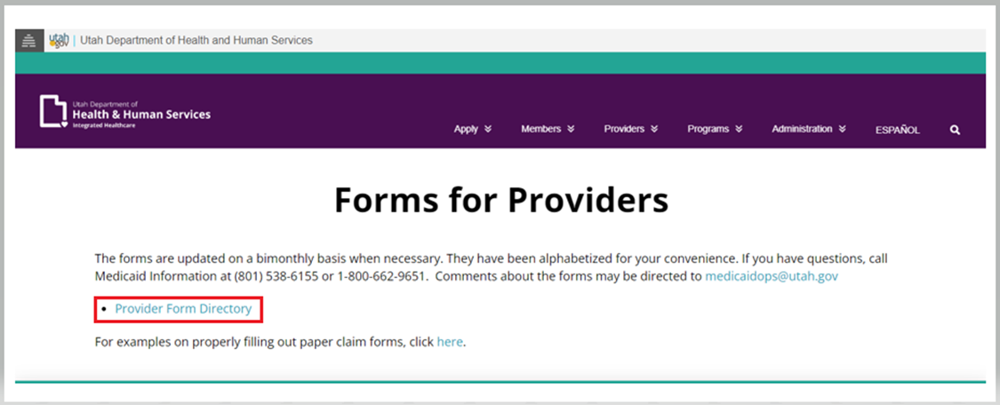 utah gov Utah Department of Health and Human Services
Utah Department of
Health & Human Services
Integrated Healthcare
Apply Members Providers Programs Administration ESPAÑOL
Forms for Providers
The forms are updated on a bimonthly basis when necessary. They have been alphabetized for your convenience. If you have questions, call
Medicaid Information at (801) 538-6155 or 1-800-662-9651. Comments about the forms may be directed to medicaidops@utah.gov
• Provider Form Directory
For examples on properly filling out paper claim forms, click here.